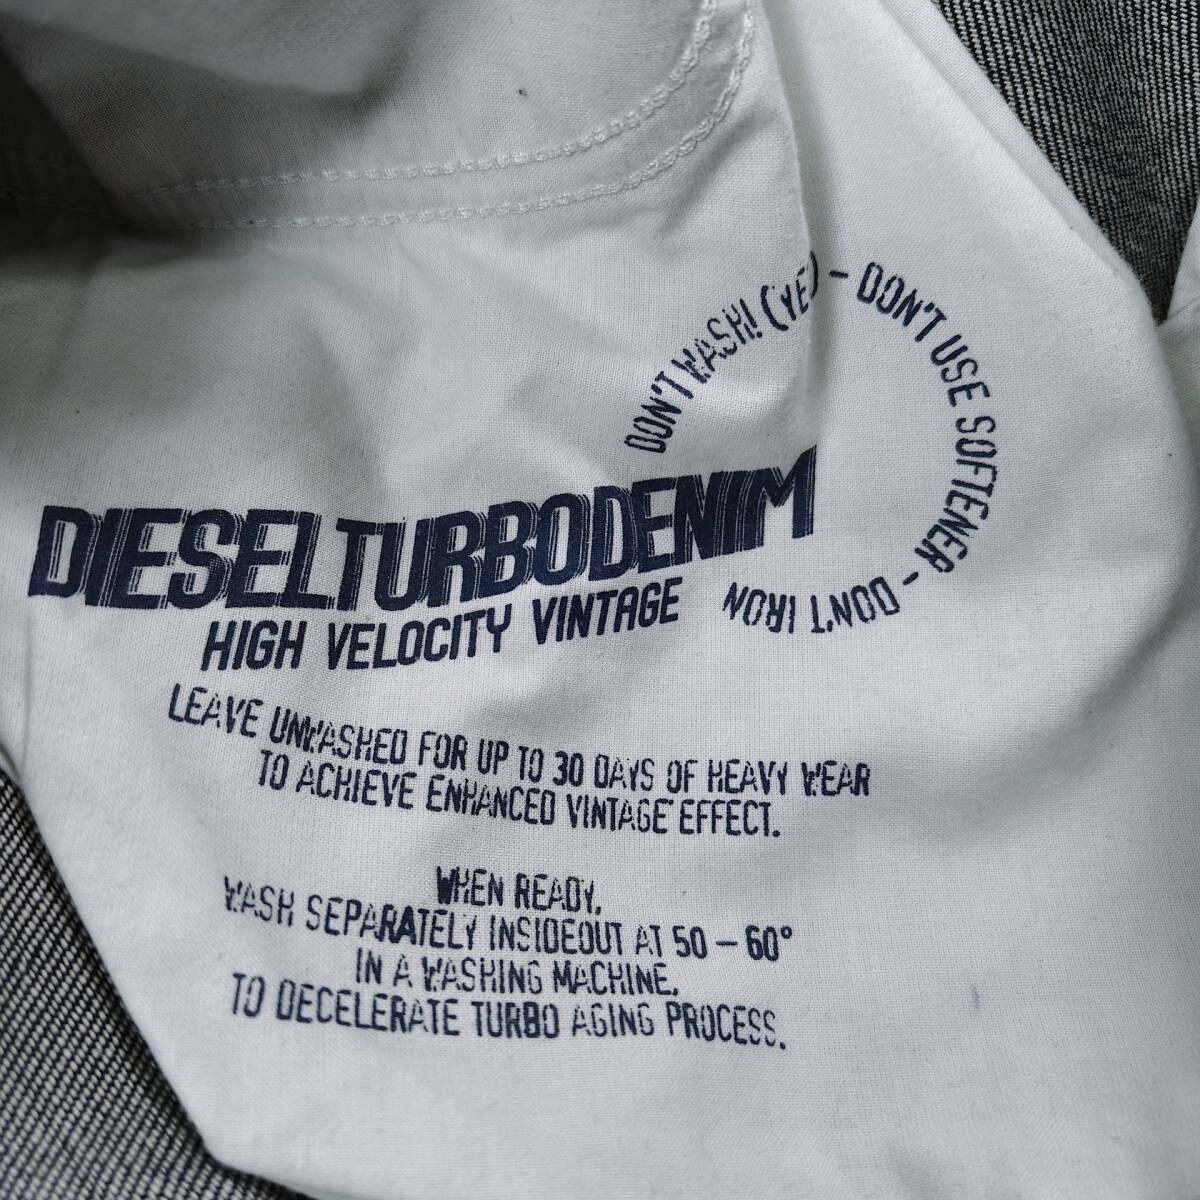 DON'T WASH! (YET) - DON'T USE SOFTENER - DON'T IRON
DIESELTURBODENIM
HIGH VELOCITY VINTAGE
LEAVE UNWASHED FOR UP TO 30 DAYS OF HEAVY WEAR
TO ACHIEVE ENHANCED VINTAGE EFFECT.
WHEN READY,
WASH SEPARATELY INSIDEOUT AT 50 – 60°
IN A WASHING MACHINE,
TO DECELERATE TURBO AGING PROCESS.